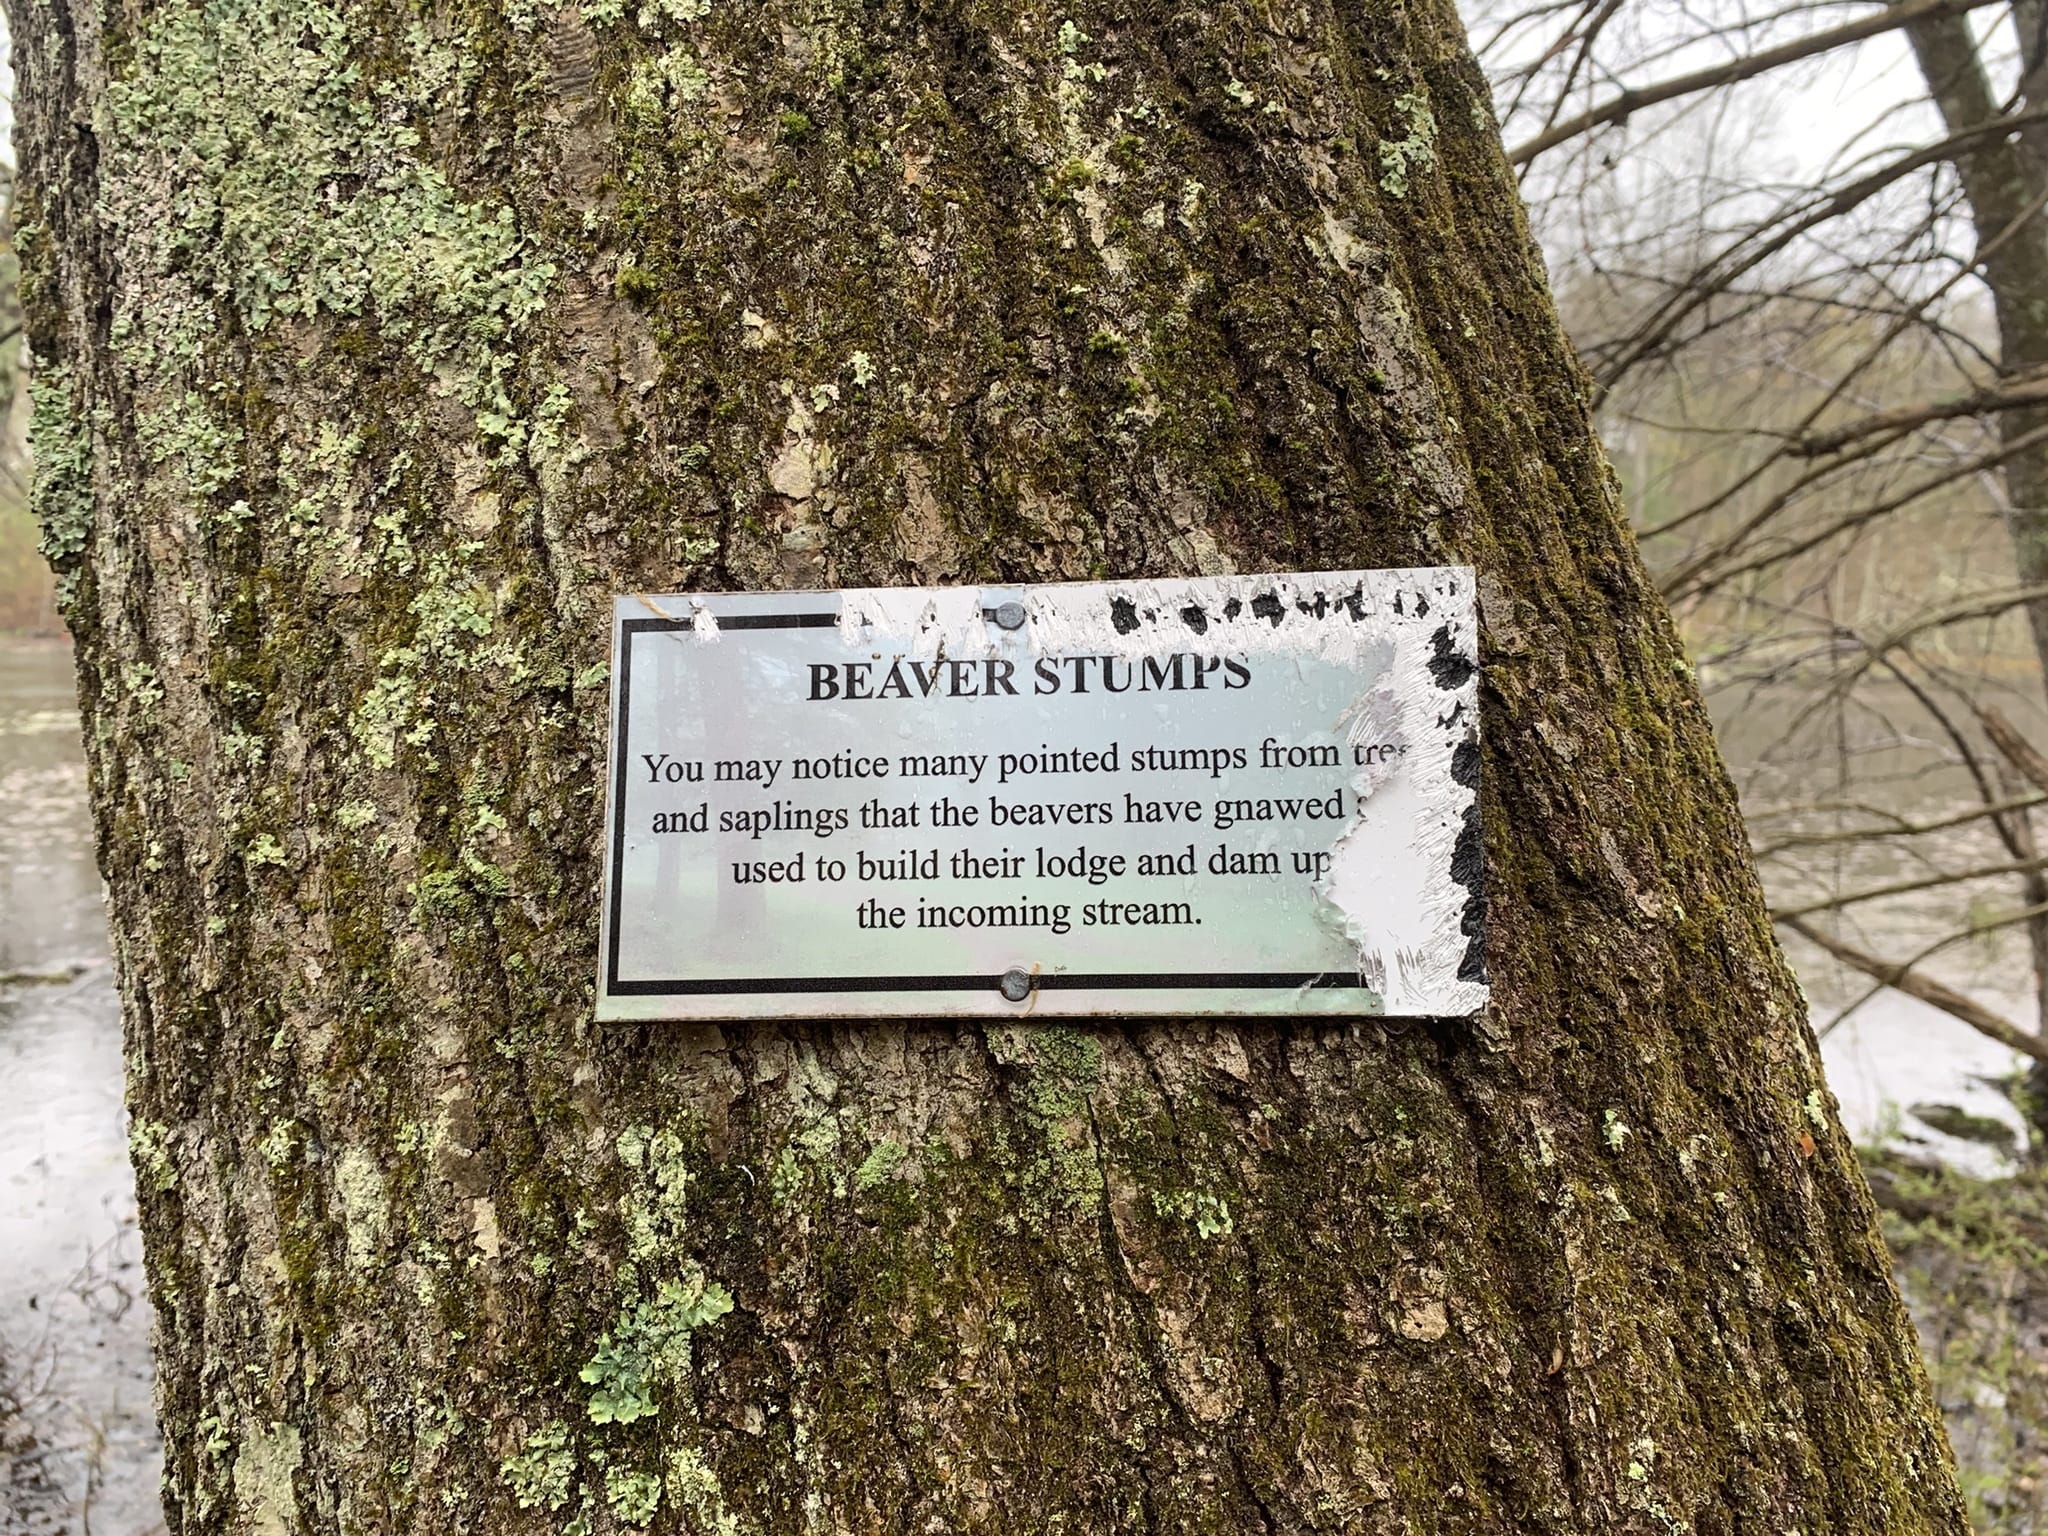 BEAVER STUMPS
You may notice many pointed stumps from
and saplings that the beavers have gnawed
used to build their lodge and dam up
the incoming stream.